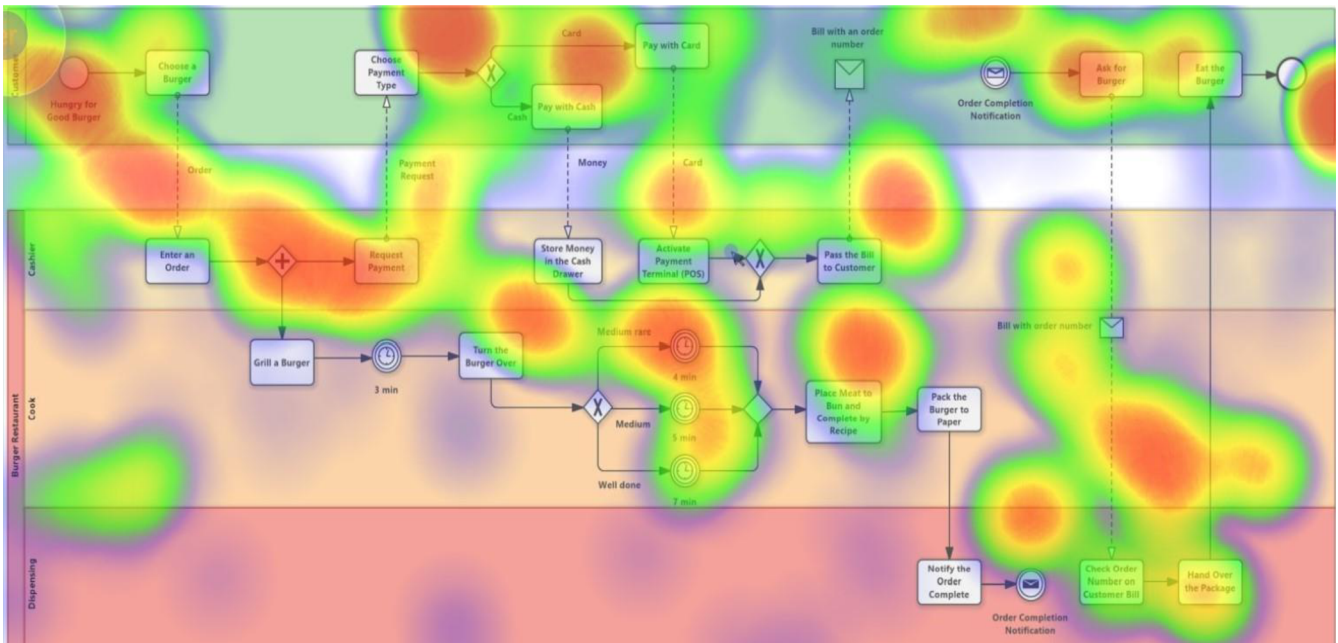 Customer
Hungry for
Good Burger
Choose a
Burger
Order
Choose
Payment
Type
Payment
Request
Card
Cash
Pay with Card
Pay with Cash
Money
Card
Bill with an order
number
Order Completion
Notification
Ask for
Burger
Eat the
Burger
Burger Restaurant
Cashier
Enter an
Order
Request
Payment
Store Money
in the Cash
Drawer
Activate
Payment
Terminal (POS)
Pass the Bill
to Customer
Bill with order number
Cook
Grill a Burger
3 min
Turn the
Burger Over
Medium rare
4 min
Medium
5 min
Well done
7 min
Place Meat to
Bun and
Complete by
Recipe
Pack the
Burger to
Paper
Dispensing
Notify the
Order
Complete
Order Completion
Notification
Check Order
Number on
Customer Bill
Hand Over
the Package